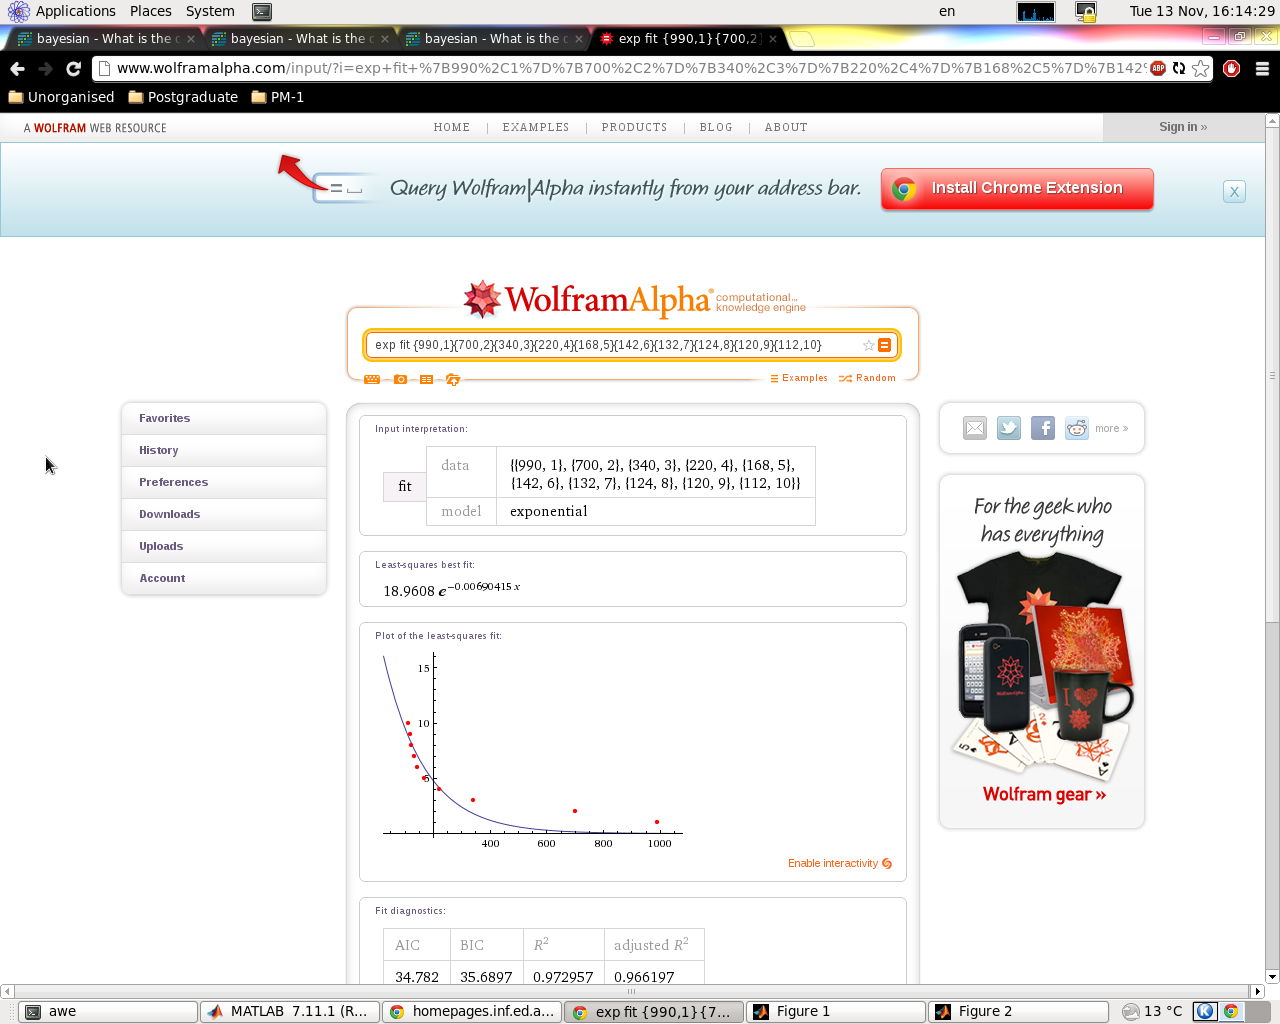 Applications Places System
en
Tue 13 Nov, 16:14:29
bayesian - What is the
bayesian - What is the
bayesian - What is the
exp fit {990,1}{700,2}
www.wolframalpha.com/input/?i=exp+fit+%7B990%2C1%7D%7B700%2C2%7D%7B340%2C3%7D%7B220%2C4%7D%7B168%2C5%7D%7B142%
ABP
Unorganised Postgraduate PM-1
A WOLFRAM WEB RESOURCE
HOME | EXAMPLES | PRODUCTS | BLOG | ABOUT
Sign in »
Query Wolfram|Alpha instantly from your address bar.
Install Chrome Extension
X
WolframAlpha computational...
knowledge engine
exp fit {990,1}{700,2}{340,3}{220,4}{168,5}{142,6}{132,7}{124,8}{120,9}{112,10}
Examples Random
Favorites
History
Preferences
Downloads
Uploads
Account
Input interpretation:
fit
data
{{990, 1}, {700, 2}, {340, 3}, {220, 4}, {168, 5},
{142, 6}, {132, 7}, {124, 8}, {120, 9}, {112, 10}}
model exponential
Least-squares best fit:
18.9608 e^−0.00690415 x
Plot of the least-squares fit:
15
10
5
400 600 800 1000
Enable interactivity
Fit diagnostics:
AIC BIC R² adjusted R²
34.782 35.6897 0.972957 0.966197
more »
For the geek who
has everything
WolframAlpha
I
Wolfram gear »
awe
MATLAB 7.11.1 (R...
homepages.inf.ed.a...
exp fit {990,1}{7...
Figure 1
Figure 2
13 °C